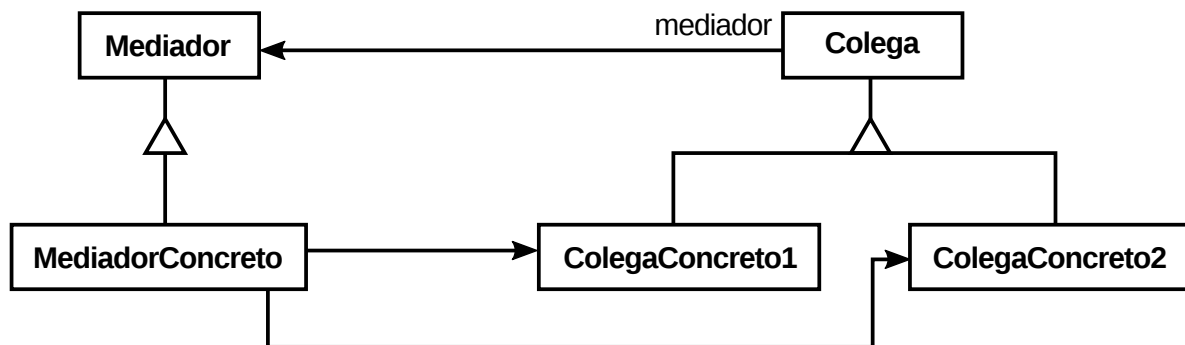 mediador
Mediador
Colega
MediadorConcreto
ColegaConcreto1
ColegaConcreto2